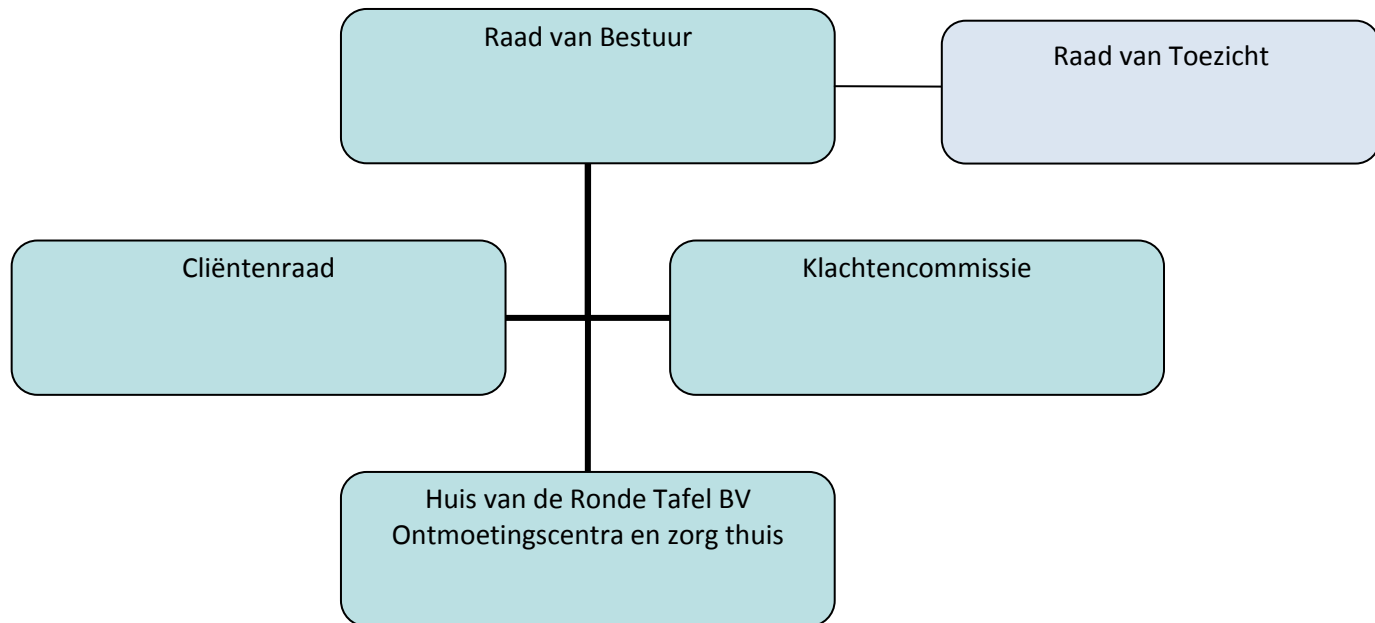 Raad van Bestuur
Raad van Toezicht
Cliëntenraad
Klachtencommissie
Huis van de Ronde Tafel BV
Ontmoetingscentra en zorg thuis